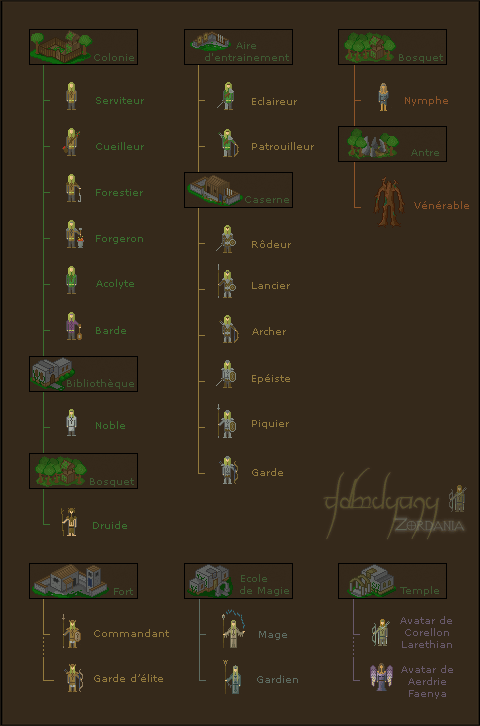 Colonie
Serviteur
Cueilleur
Forestier
Forgeron
Acolyte
Barde
Bibliothèque
Noble
Bosquet
Druide
Aire
d'entrainement
Eclaireur
Patrouilleur
Caserne
Rôdeur
Lancier
Archer
Epéiste
Piquier
Garde
Bosquet
Nymphe
Antre
Vénérable
ZORDANIA
Fort
Commandant
Garde d'élite
Ecole
de Magie
Mage
Gardien
Temple
Avatar de
Corellon
Larethian
Avatar de
Aerdrie
Faenya